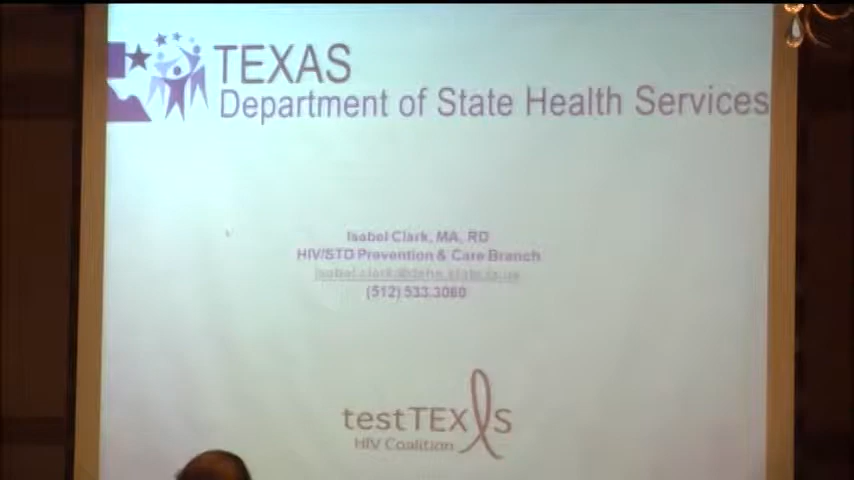 TEXAS
Department of State Health Services
Isabel Clark, MA, RD
HIV/STD Prevention & Care Branch
(512) 533.3060
testTEXAS
HIV Coalition